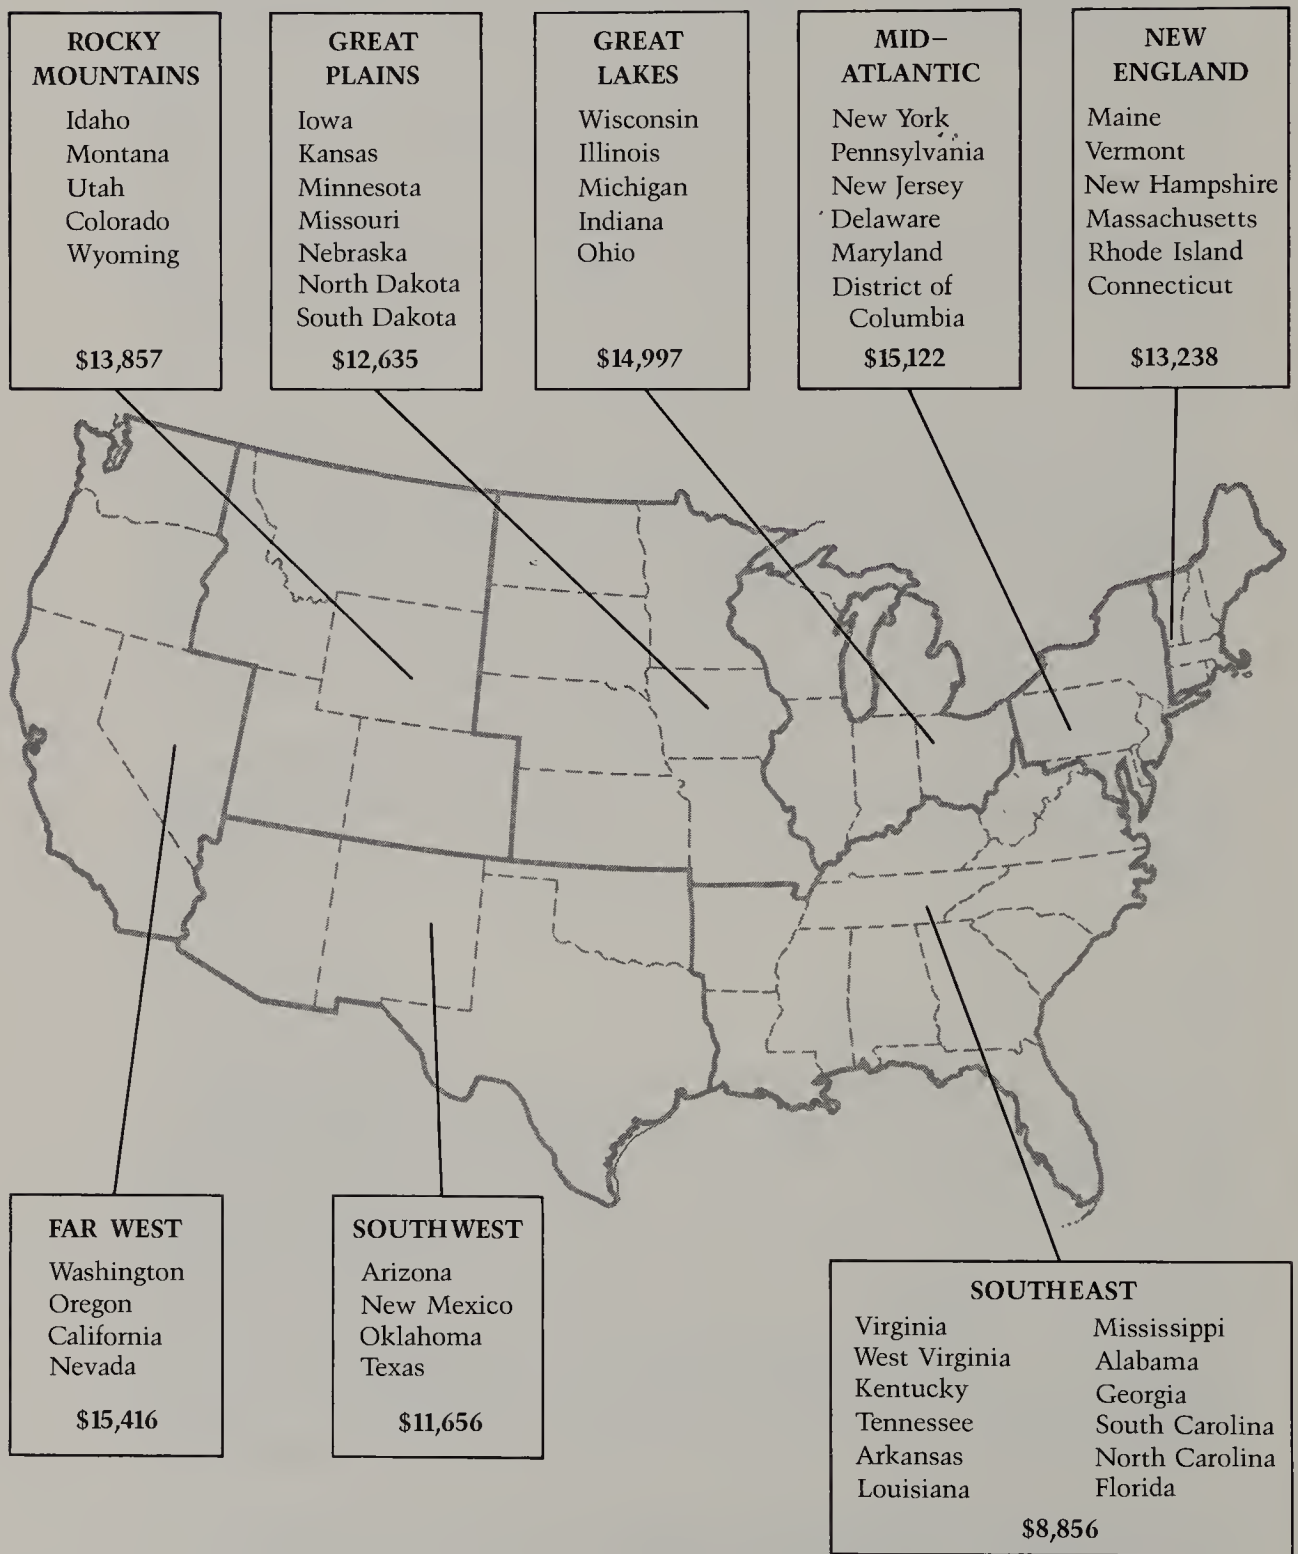 ROCKY
MOUNTAINS
Idaho
Montana
Utah
Colorado
Wyoming
$13,857
GREAT
PLAINS
Iowa
Kansas
Minnesota
Missouri
Nebraska
North Dakota
South Dakota
$12,635
GREAT
LAKES
Wisconsin
Illinois
Michigan
Indiana
Ohio
$14,997
MID–
ATLANTIC
New York
Pennsylvania
New Jersey
Delaware
Maryland
District of
Columbia
$15,122
NEW
ENGLAND
Maine
Vermont
New Hampshire
Massachusetts
Rhode Island
Connecticut
$13,238
FAR WEST
Washington
Oregon
California
Nevada
$15,416
SOUTHWEST
Arizona
New Mexico
Oklahoma
Texas
$11,656
SOUTHEAST
Virginia
West Virginia
Kentucky
Tennessee
Arkansas
Louisiana
Mississippi
Alabama
Georgia
South Carolina
North Carolina
Florida
$8,856